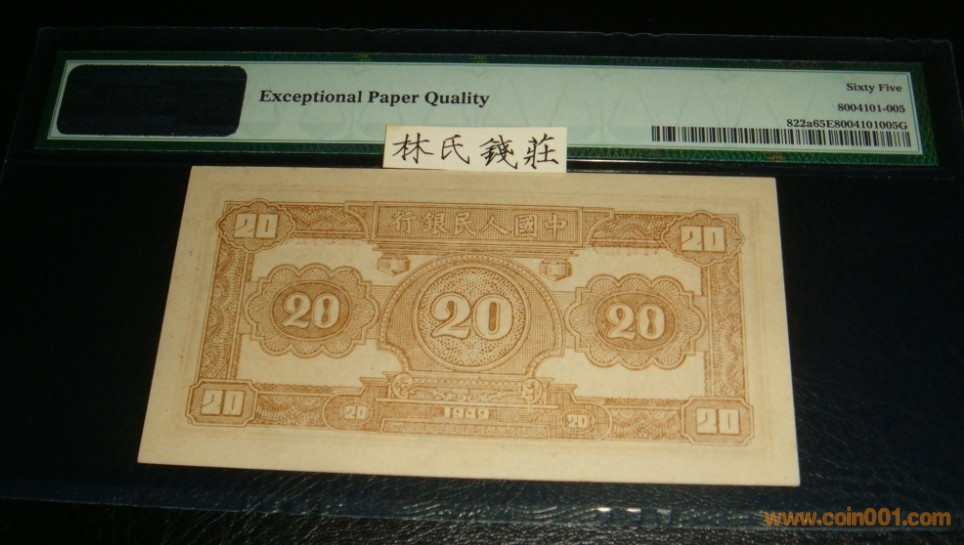 Exceptional Paper Quality
Sixty Five
8004101-005
822a65E8004101005G
林氏錢莊
20 行銀民人國中 20
20 20 20
20 20 1949 20 20
www.coin001.com